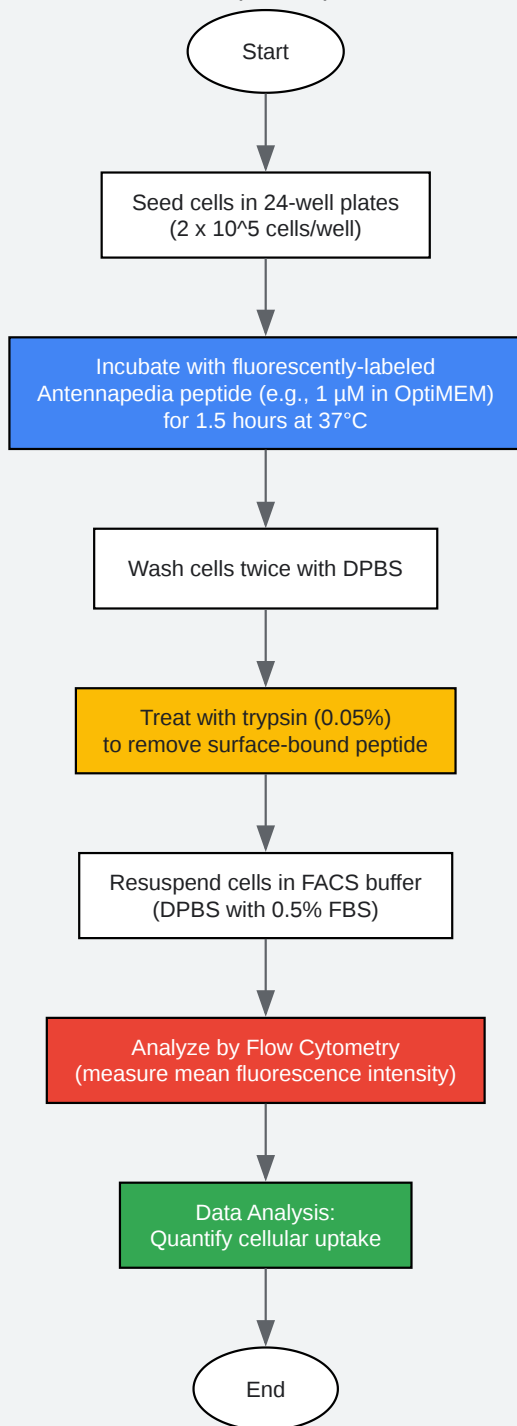 Start
Seed cells in 24-well plates
(2 x 10^5 cells/well)
Incubate with fluorescently-labeled
Antennapedia peptide (e.g., 1 µM in OptiMEM)
for 1.5 hours at 37°C
Wash cells twice with DPBS
Treat with trypsin (0.05%)
to remove surface-bound peptide
Resuspend cells in FACS buffer
(DPBS with 0.5% FBS)
Analyze by Flow Cytometry
(measure mean fluorescence intensity)
Data Analysis:
Quantify cellular uptake
End